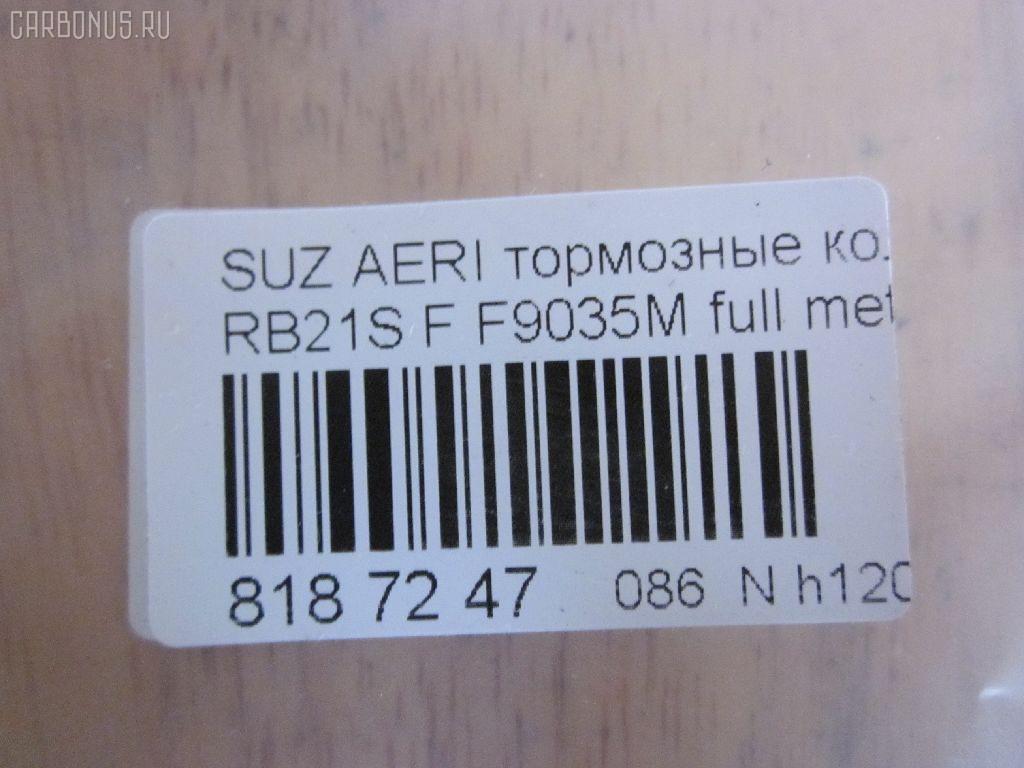 CARBONUS.RU
SUZ AERI тормозные ко.
RB21S F F9035M full met
818 72 47 086 N h120